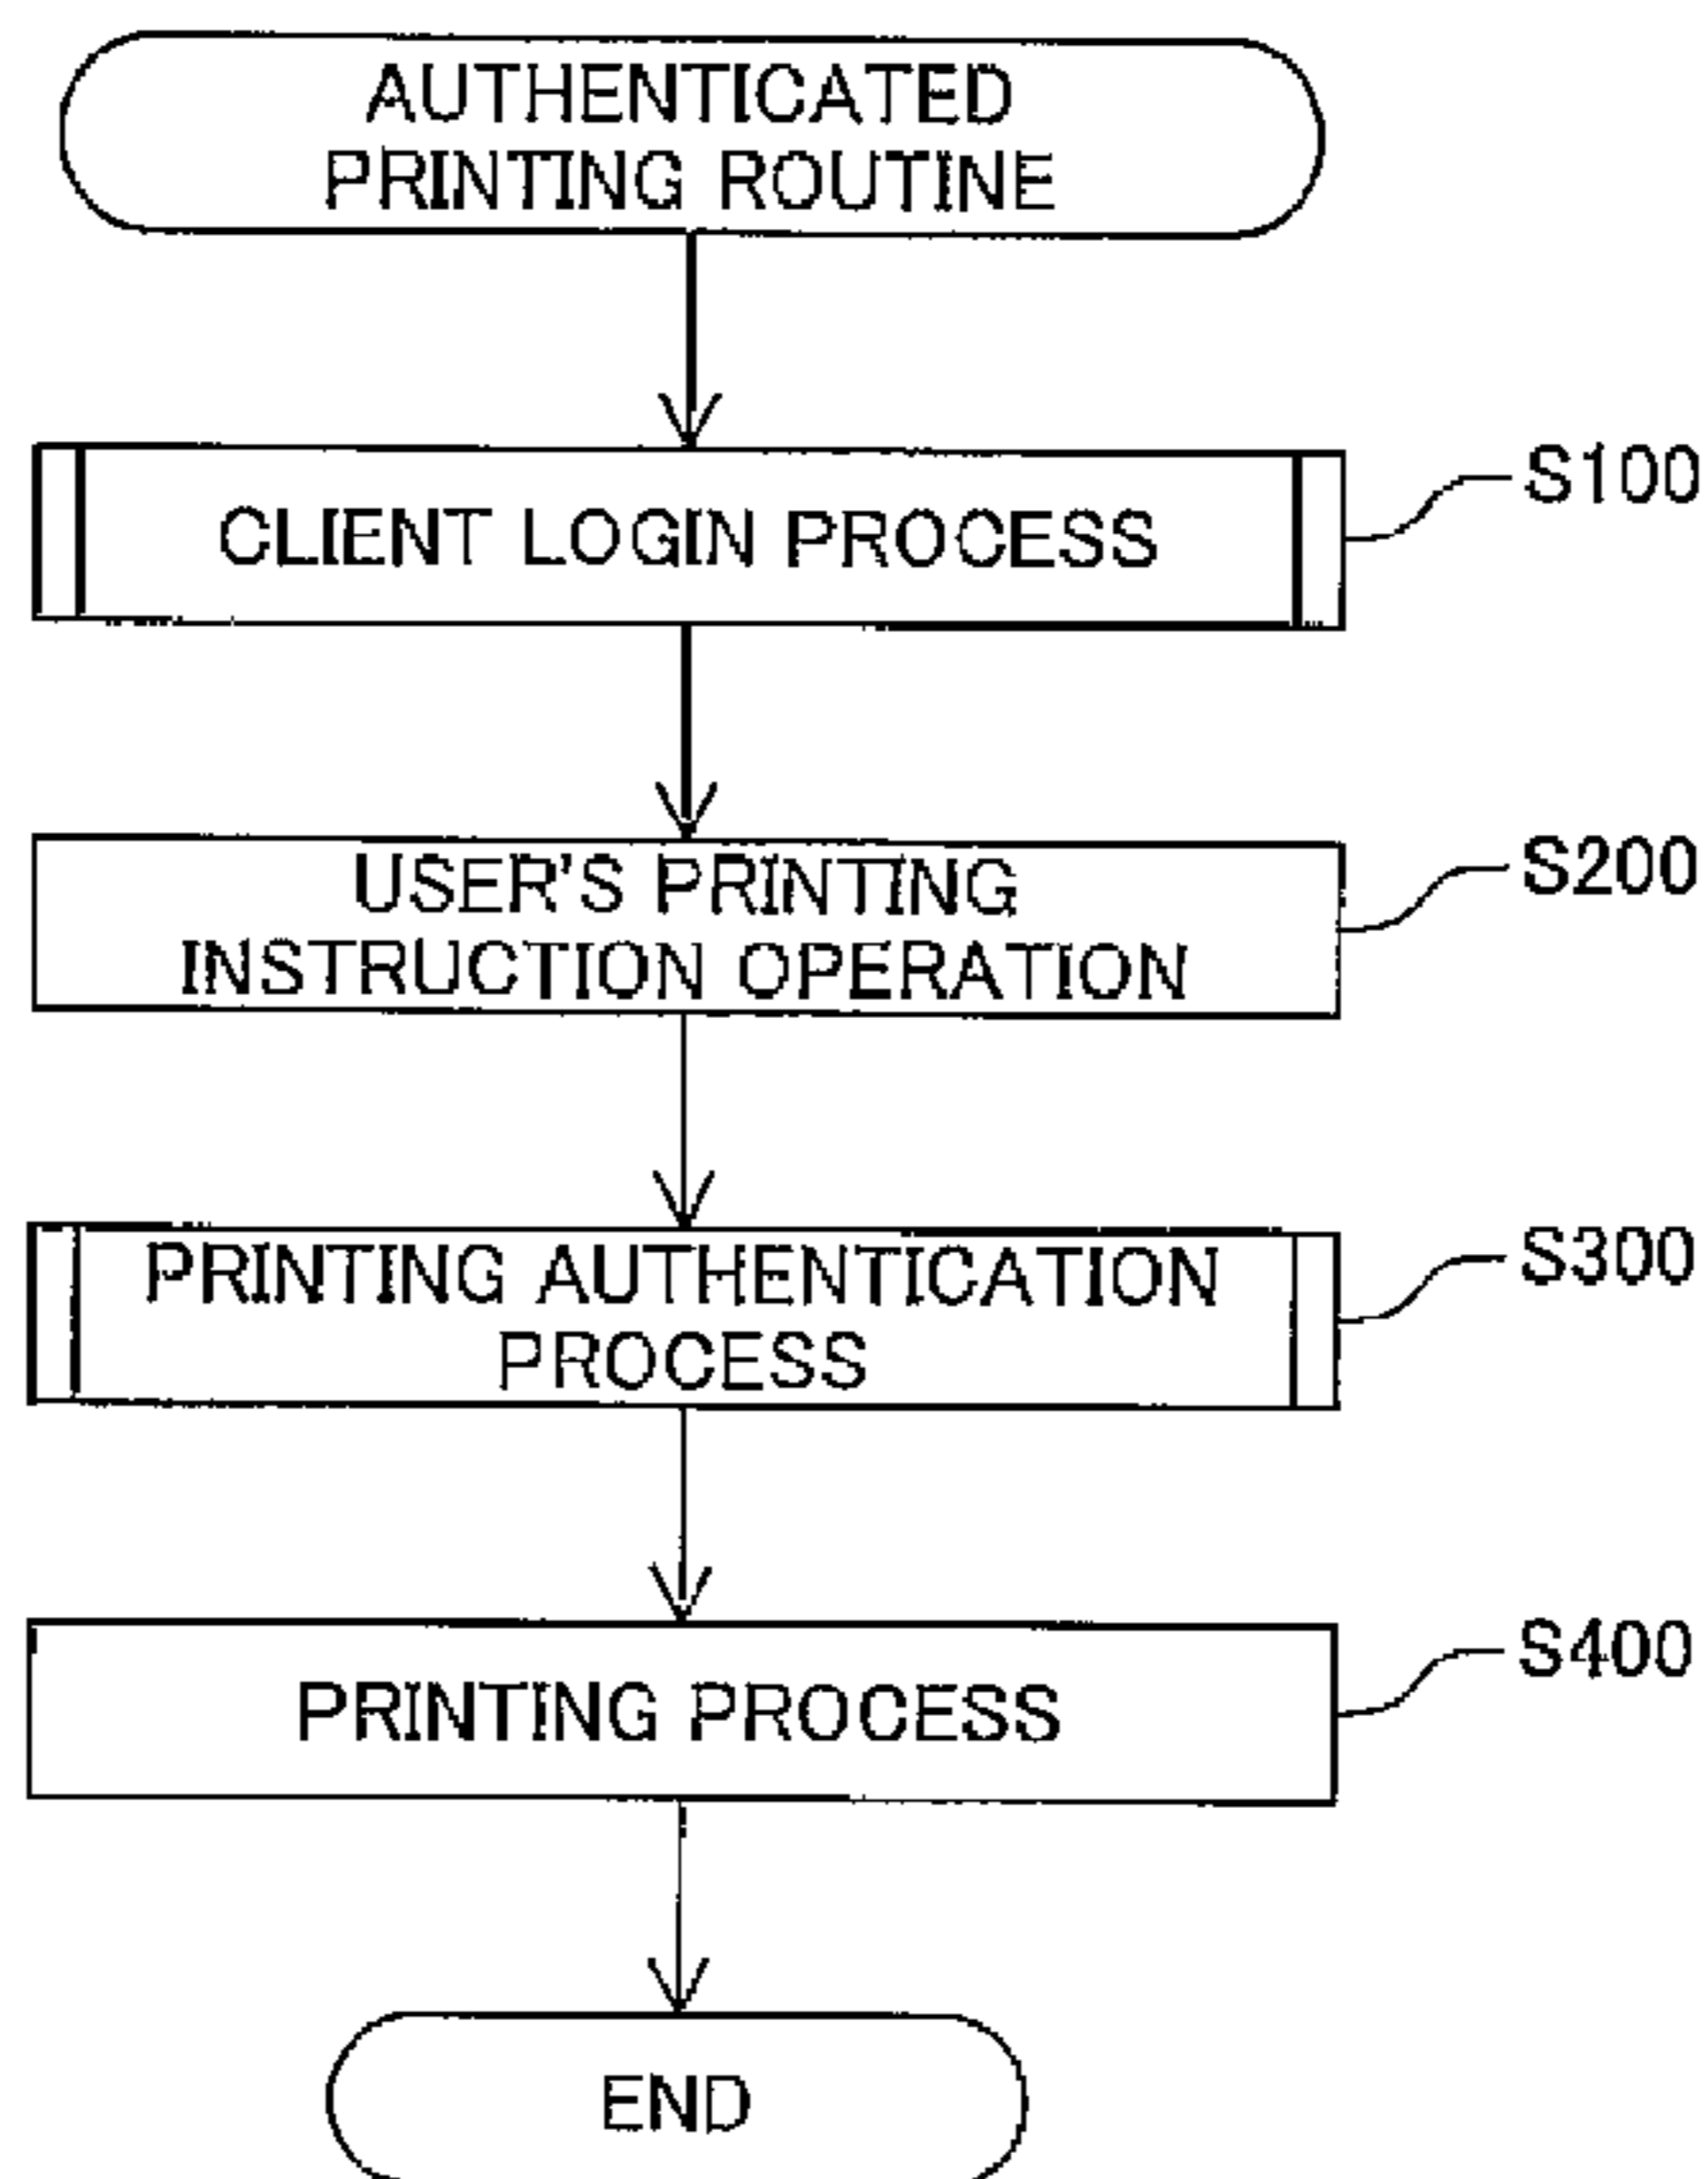 AUTHENTICATED
PRINTING ROUTINE
CLIENT LOGIN PROCESS
S100
USER'S PRINTING
INSTRUCTION OPERATION
S200
PRINTING AUTHENTICATION
PROCESS
S300
PRINTING PROCESS
S400
END